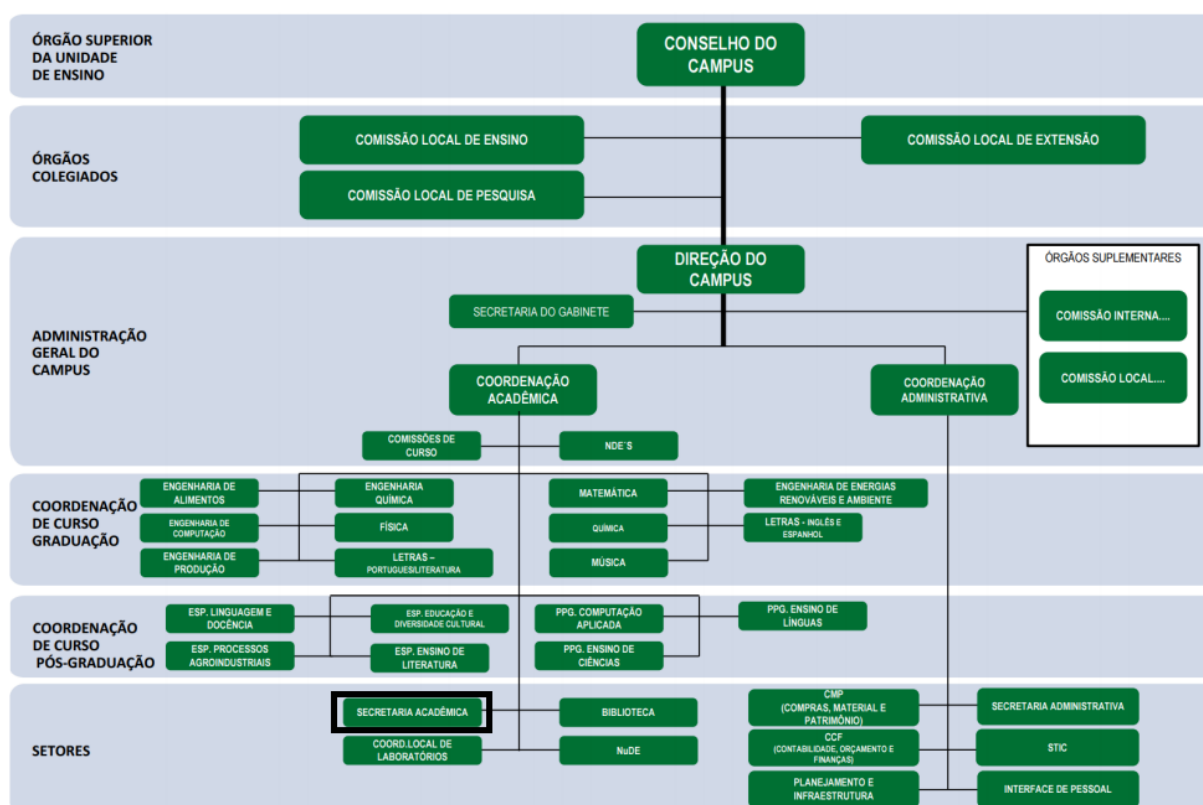 ÓRGÃO SUPERIOR
DA UNIDADE
DE ENSINO
CONSELHO DO
CAMPUS
ÓRGÃOS
COLEGIADOS
COMISSÃO LOCAL DE ENSINO
COMISSÃO LOCAL DE EXTENSÃO
COMISSÃO LOCAL DE PESQUISA
ADMINISTRAÇÃO
GERAL DO
CAMPUS
DIREÇÃO DO
CAMPUS
SECRETARIA DO GABINETE
ÓRGÃOS SUPLEMENTARES
COMISSÃO INTERNA....
COMISSÃO LOCAL....
COORDENAÇÃO
ACADÊMICA
COORDENAÇÃO
ADMINISTRATIVA
COMISSÕES DE
CURSO
NDE´S
COORDENAÇÃO
DE CURSO
GRADUAÇÃO
ENGENHARIA DE
ALIMENTOS
ENGENHARIA
QUÍMICA
MATEMÁTICA
ENGENHARIA DE ENERGIAS
RENOVÁVEIS E AMBIENTE
ENGENHARIA DE
COMPUTAÇÃO
FÍSICA
QUÍMICA
LETRAS - INGLÊS E
ESPANHOL
ENGENHARIA DE
PRODUÇÃO
LETRAS –
PORTUGUES/LITERATURA
MÚSICA
COORDENAÇÃO
DE CURSO
PÓS-GRADUAÇÃO
ESP. LINGUAGEM E
DOCÊNCIA
ESP. EDUCAÇÃO E
DIVERSIDADE CULTURAL
PPG. COMPUTAÇÃO
APLICADA
PPG. ENSINO DE
LÍNGUAS
ESP. PROCESSOS
AGROINDUSTRIAIS
ESP. ENSINO DE
LITERATURA
PPG. ENSINO DE
CIÊNCIAS
SETORES
SECRETARIA ACADÊMICA
BIBLIOTECA
COORD.LOCAL DE
LABORATÓRIOS
NuDE
CMP
(COMPRAS, MATERIAL E
PATRIMÔNIO)
SECRETARIA ADMINISTRATIVA
CCF
(CONTABILIDADE, ORÇAMENTO E
FINANÇAS)
STIC
PLANEJAMENTO E
INFRAESTRUTURA
INTERFACE DE PESSOAL